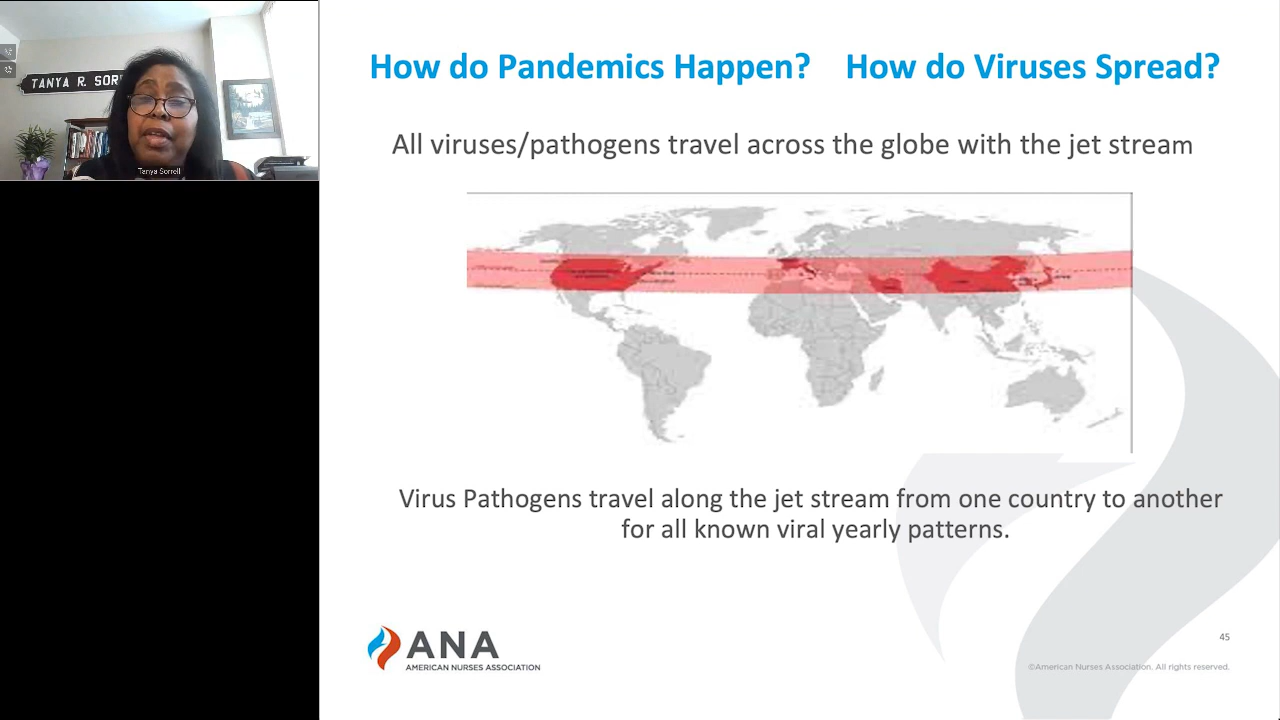 TANYA R. SOR
Tanya Sorrell
How do Pandemics Happen? How do Viruses Spread?
All viruses/pathogens travel across the globe with the jet stream
Virus Pathogens travel along the jet stream from one country to another
for all known viral yearly patterns.
ANA
AMERICAN NURSES ASSOCIATION
45
©American Nurses Association. All rights reserved.